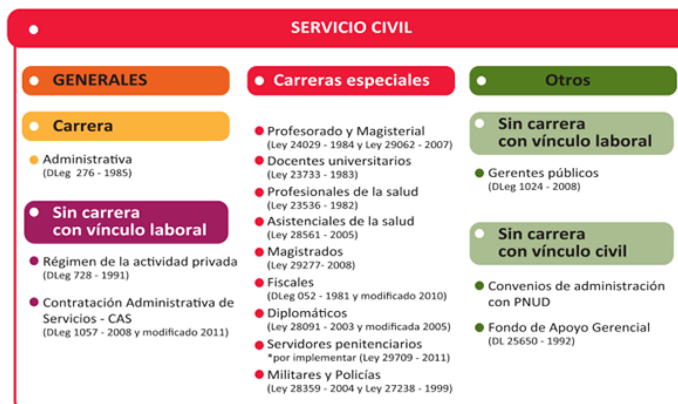 SERVICIO CIVIL
GENERALES
Carrera
Administrativa
(DLeg 276 - 1985)
Sin carrera
con vínculo laboral
Régimen de la actividad privada
(DLeg 728 - 1991)
Contratación Administrativa de
Servicios - CAS
(DLeg 1057 - 2008 y modificado 2011)
Carreras especiales
Profesorado y Magisterial
(Ley 24029 - 1984 y Ley 29062 - 2007)
Docentes universitarios
(Ley 23733 - 1983)
Profesionales de la salud
(Ley 23536 - 1982)
Asistenciales de la salud
(Ley 28561 - 2005)
Magistrados
(Ley 29277- 2008)
Fiscales
(DLeg 052 - 1981 y modificado 2010)
Diplomáticos
(Ley 28091 - 2003 y modificada 2005)
Servidores penitenciarios
*por implementar (Ley 29709 - 2011)
Militares y Policías
(Ley 28359 - 2004 y Ley 27238 - 1999)
Otros
Sin carrera
con vínculo laboral
Gerentes públicos
(DLeg 1024 - 2008)
Sin carrera
con vínculo civil
Convenios de administración
con PNUD
Fondo de Apoyo Gerencial
(DL 25650 - 1992)